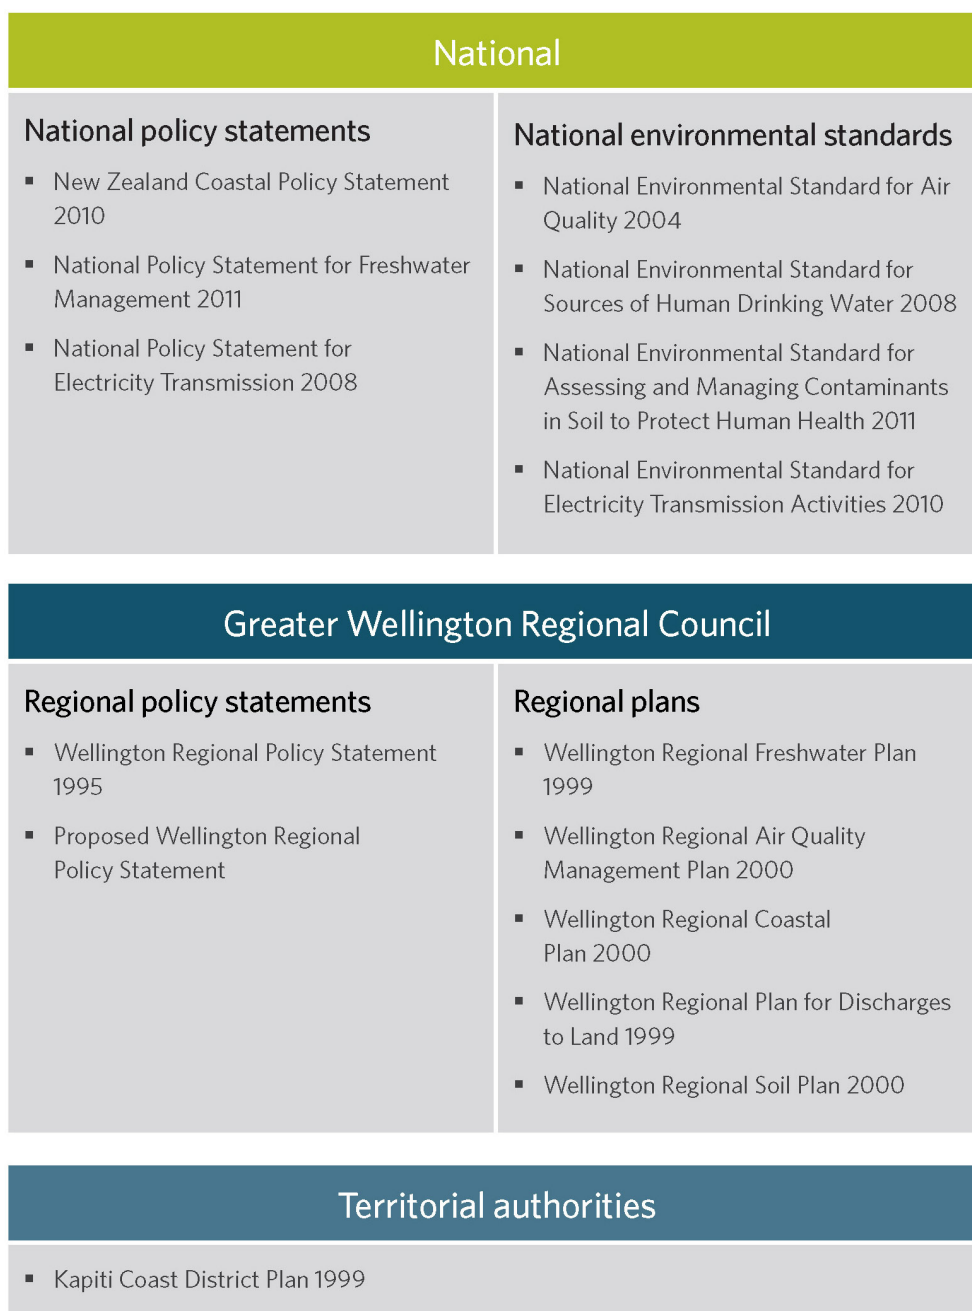 National
National policy statements
▪ New Zealand Coastal Policy Statement
2010
▪ National Policy Statement for Freshwater
Management 2011
▪ National Policy Statement for
Electricity Transmission 2008
National environmental standards
▪ National Environmental Standard for Air
Quality 2004
▪ National Environmental Standard for
Sources of Human Drinking Water 2008
▪ National Environmental Standard for
Assessing and Managing Contaminants
in Soil to Protect Human Health 2011
▪ National Environmental Standard for
Electricity Transmission Activities 2010
Greater Wellington Regional Council
Regional policy statements
▪ Wellington Regional Policy Statement
1995
▪ Proposed Wellington Regional
Policy Statement
Regional plans
▪ Wellington Regional Freshwater Plan
1999
▪ Wellington Regional Air Quality
Management Plan 2000
▪ Wellington Regional Coastal
Plan 2000
▪ Wellington Regional Plan for Discharges
to Land 1999
▪ Wellington Regional Soil Plan 2000
Territorial authorities
▪ Kapiti Coast District Plan 1999